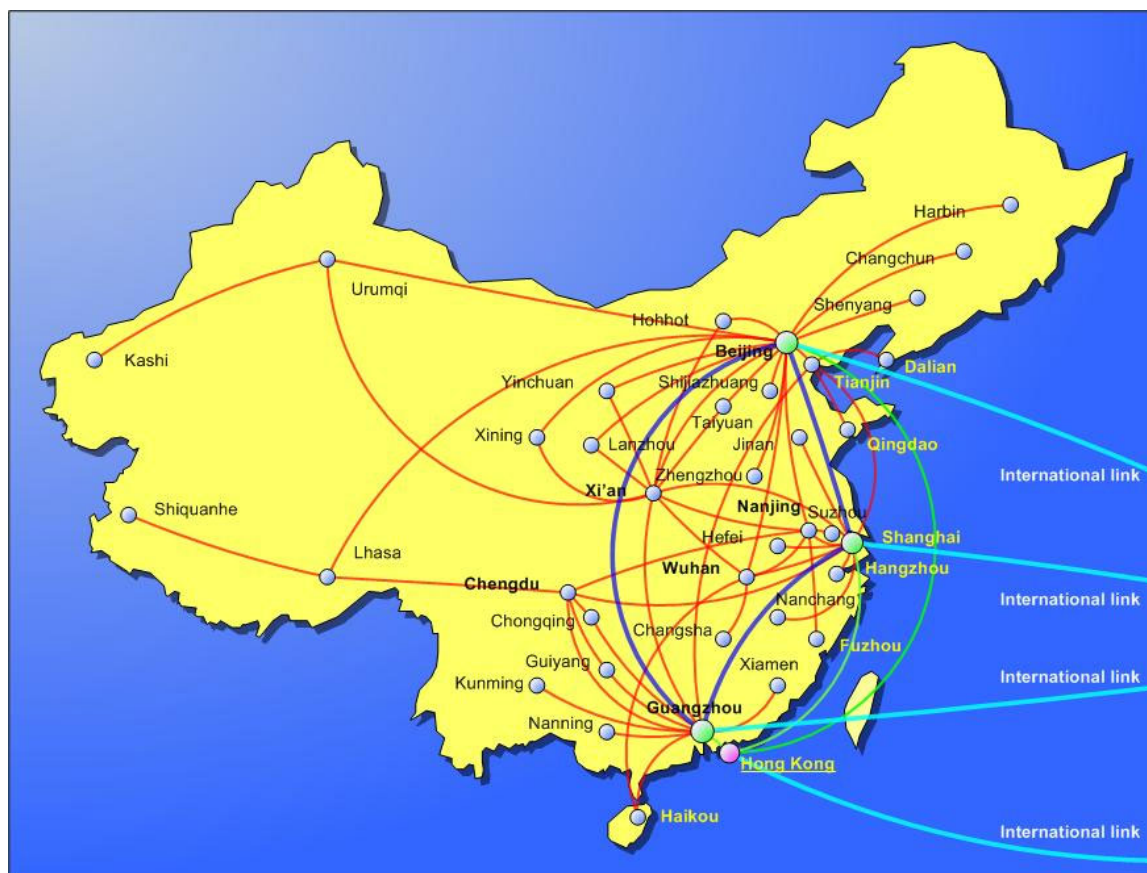 Harbin
Changchun
Urumqi
Shenyang
Hohhot
Beijing
Kashi
Dalian
Tianjin
Yinchuan
Shijiazhuang
Taiyuan
Xining
Lanzhou
Jinan
Qingdao
Zhengzhou
International link
Xi'an
Shiquanhe
Nanjing
Suzhou
Hefei
Shanghai
Lhasa
Wuhan
Hangzhou
Chengdu
Nanchang
International link
Chongqing
Changsha
Fuzhou
Guiyang
Xiamen
International link
Kunming
Guangzhou
Nanning
Hong Kong
Haikou
International link